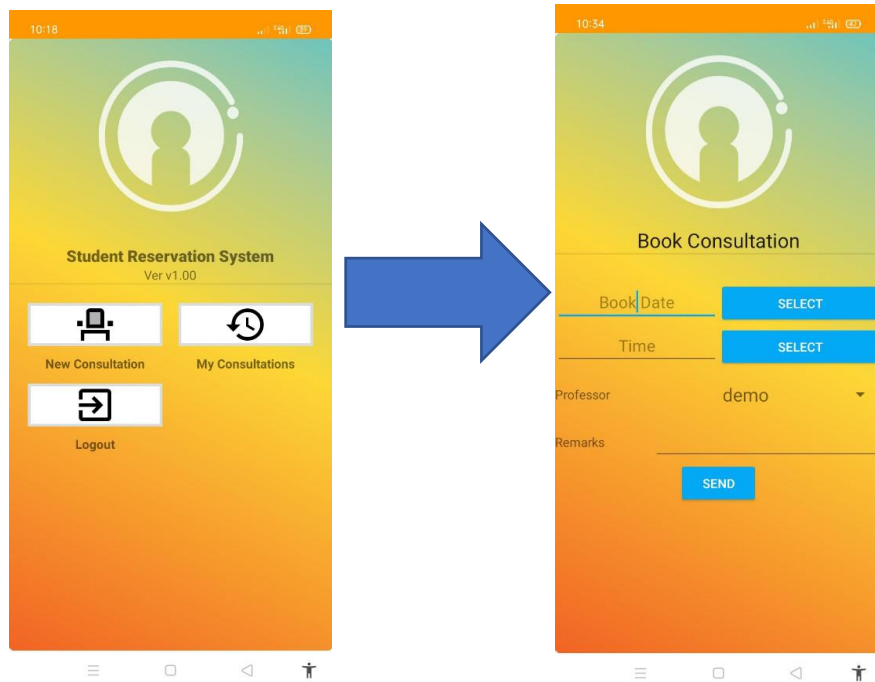 10:18
Student Reservation System
Ver v1.00
New Consultation
My Consultations
Logout
10:34
Book Consultation
Book Date
SELECT
Time
SELECT
Professor
demo
Remarks
SEND